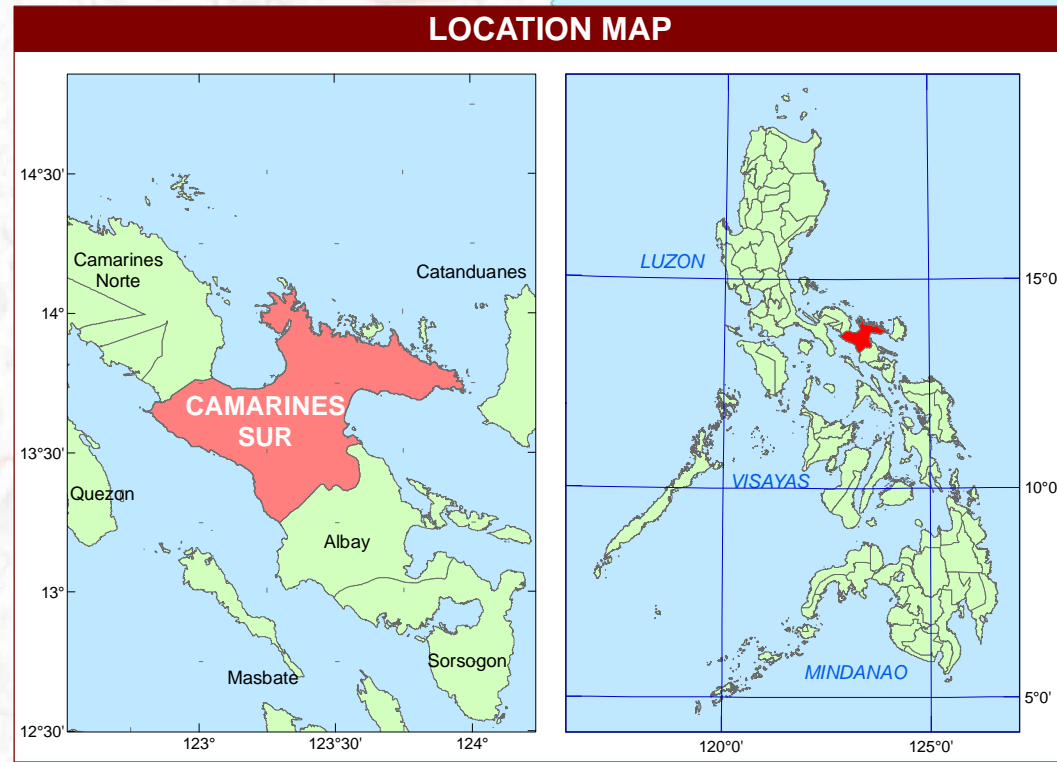 LOCATION MAP
14°30'
Camarines
Norte
Catanduanes
14°
CAMARINES
SUR
13°30'
Quezon
Albay
13°
Masbate
Sorsogon
12°30'
123°
123°30'
124°
LUZON
15°0'
VISAYAS
10°0'
MINDANAO
5°0'
120°0'
125°0'